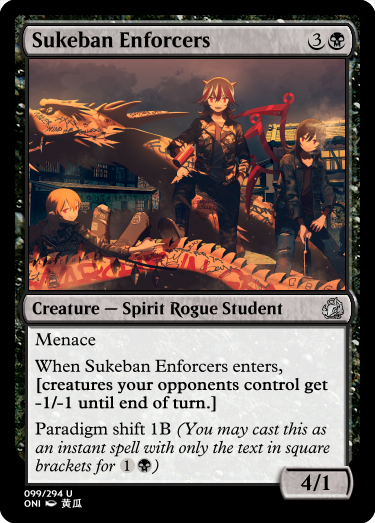 Sukeban Enforcers 3
Creature — Spirit Rogue Student
Menace
When Sukeban Enforcers enters,
[creatures your opponents control get
-1/-1 until end of turn.]
Paradigm shift 1B (You may cast this as
an instant spell with only the text in square
brackets for 1 )
4/1
099/294 U
ONI 黄瓜